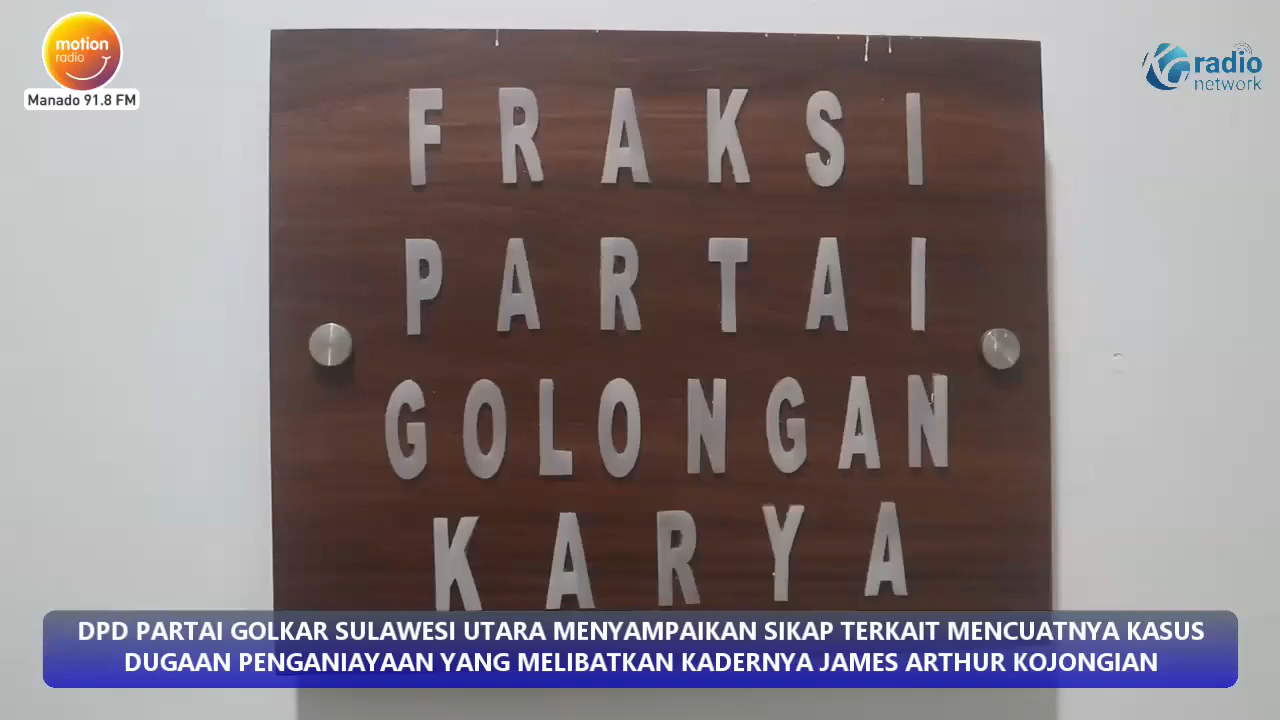 motion
radio
Manado 91.8 FM
radio
network
FRAKSI
PARTAI
GOLONGAN
KARYA
DPD PARTAI GOLKAR SULAWESI UTARA MENYAMPAIKAN SIKAP TERKAIT MENCUATNYA KASUS
DUGAAN PENGANIAYAAN YANG MELIBATKAN KADERNYA JAMES ARTHUR KOJONGIAN